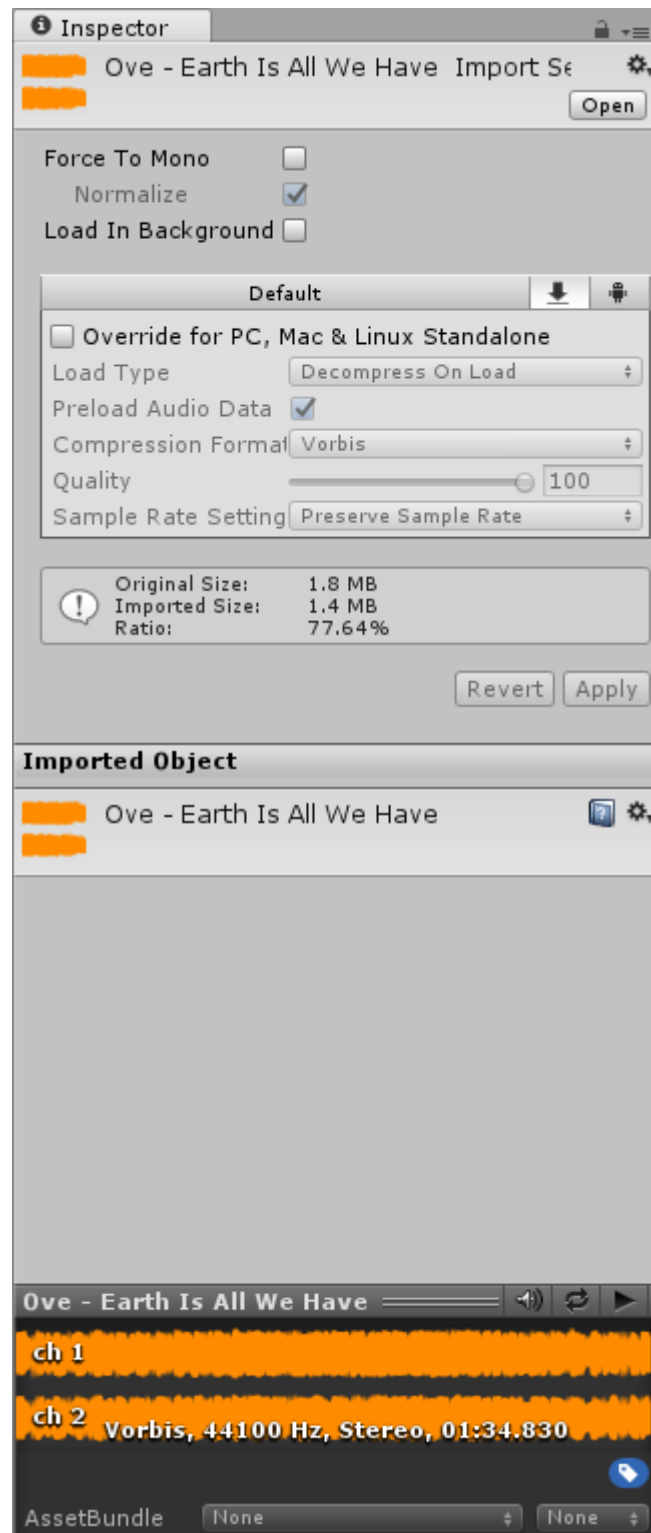 Inspector
Ove - Earth Is All We Have Import Se
Open
Force To Mono
Normalize
Load In Background
Default
Override for PC, Mac & Linux Standalone
Load Type Decompress On Load
Preload Audio Data
Compression Format Vorbis
Quality 100
Sample Rate Setting Preserve Sample Rate
Original Size: 1.8 MB
Imported Size: 1.4 MB
Ratio: 77.64%
Revert Apply
Imported Object
Ove - Earth Is All We Have
Ove - Earth Is All We Have
ch 1
ch 2
Vorbis, 44100 Hz, Stereo, 01:34.830
AssetBundle None None